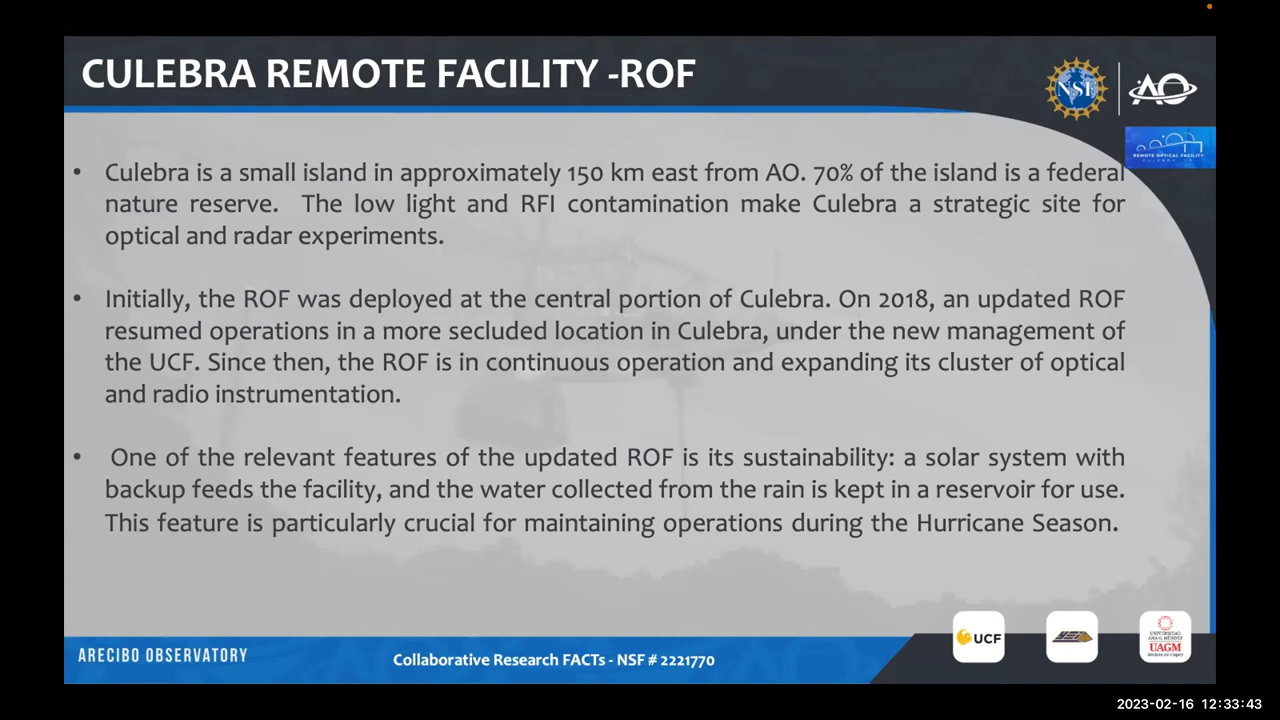 CULEBRA REMOTE FACILITY -ROF
NSF
AO
REMOTE OPTICAL FACILITY
• Culebra is a small island in approximately 150 km east from AO. 70% of the island is a federal
nature reserve. The low light and RFI contamination make Culebra a strategic site for
optical and radar experiments.
• Initially, the ROF was deployed at the central portion of Culebra. On 2018, an updated ROF
resumed operations in a more secluded location in Culebra, under the new management of
the UCF. Since then, the ROF is in continuous operation and expanding its cluster of optical
and radio instrumentation.
• One of the relevant features of the updated ROF is its sustainability: a solar system with
backup feeds the facility, and the water collected from the rain is kept in a reservoir for use.
This feature is particularly crucial for maintaining operations during the Hurricane Season.
ARECIBO OBSERVATORY
Collaborative Research FACTs - NSF # 2221770
UCF
UNIVERSIDAD
ANA G. MÉNDEZ
UAGM
2023-02-16 12:33:43